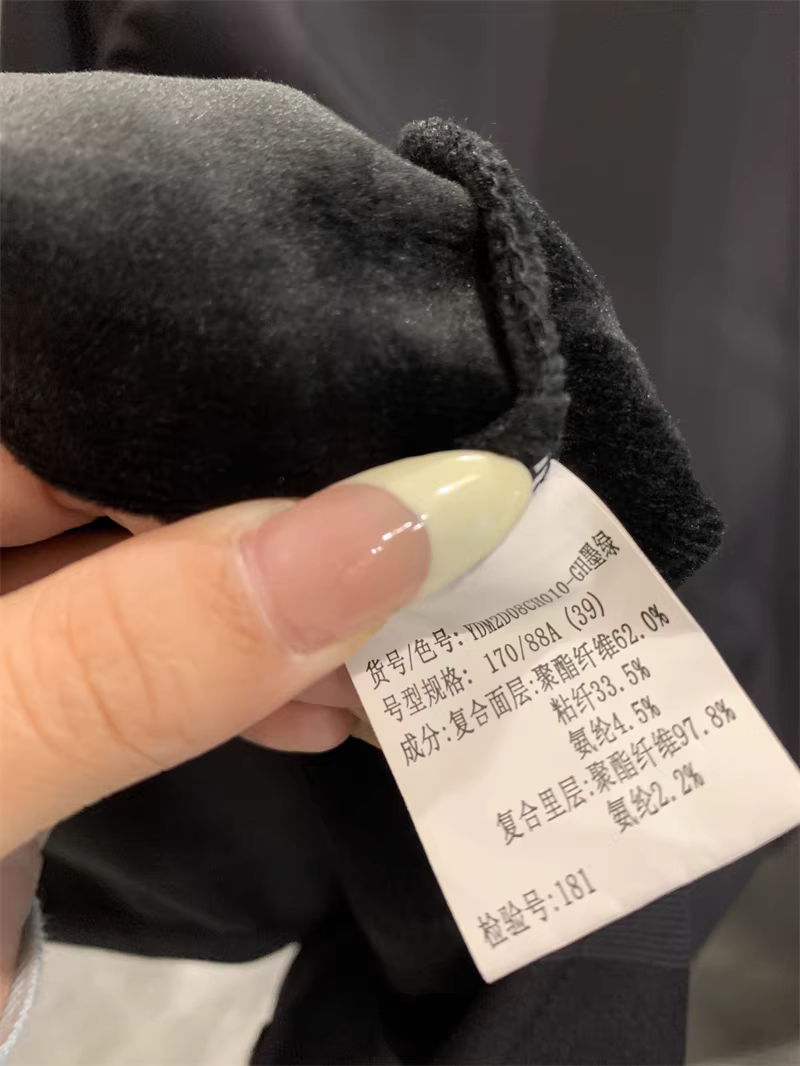 货号/色号: YDMZD08CH010-GH墨绿
号型规格: 170/88A (39)
成分:复合面层:聚酯纤维62.0%
粘纤33.5%
氨纶4.5%
复合里层:聚酯纤维97.8%
氨纶2.2%
检验号:181